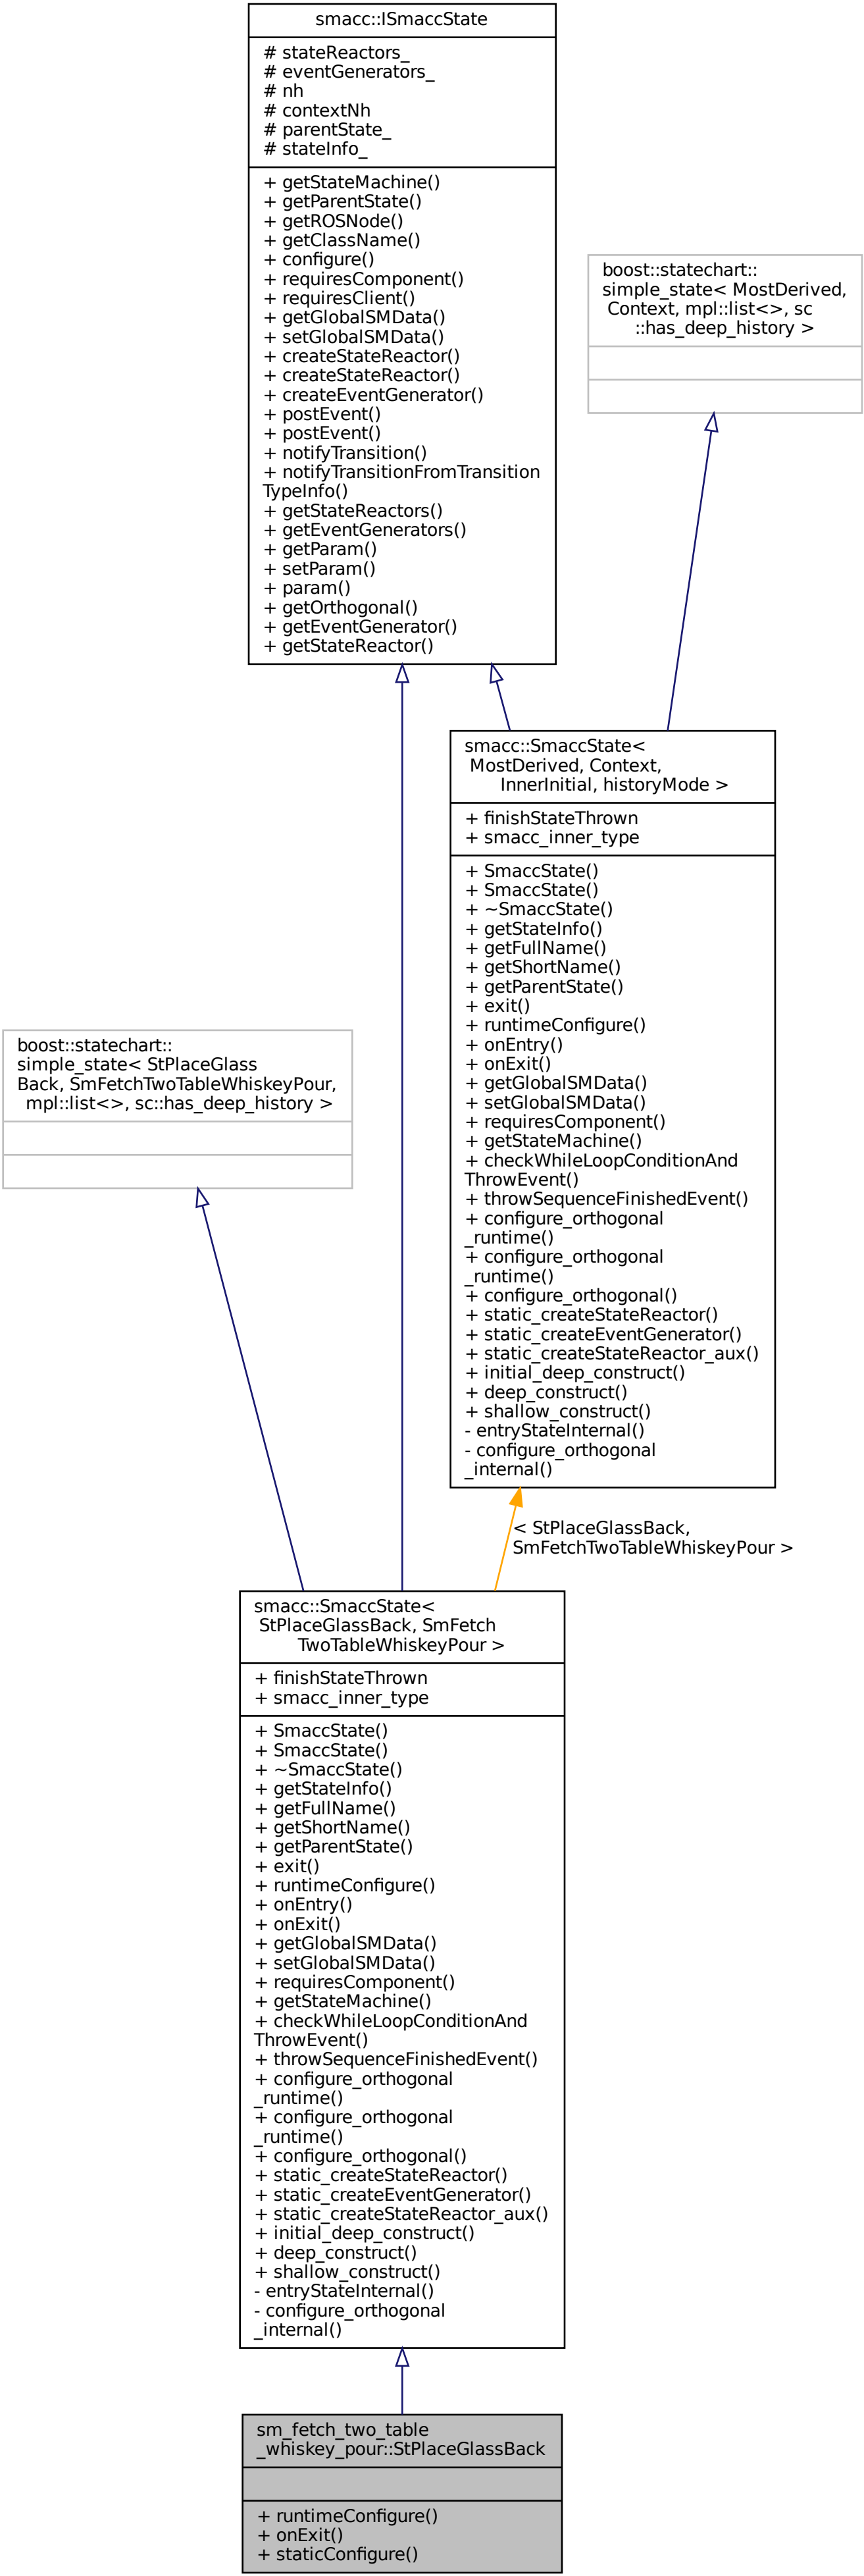 smacc::ISmaccState
# stateReactors_
# eventGenerators_
# nh
# contextNh
# parentState_
# stateInfo_
+ getStateMachine()
+ getParentState()
+ getROSNode()
+ getClassName()
+ configure()
+ requiresComponent()
+ requiresClient()
+ getGlobalSMData()
+ setGlobalSMData()
+ createStateReactor()
+ createStateReactor()
+ createEventGenerator()
+ postEvent()
+ postEvent()
+ notifyTransition()
+ notifyTransitionFromTransition
TypeInfo()
+ getStateReactors()
+ getEventGenerators()
+ getParam()
+ setParam()
+ param()
+ getOrthogonal()
+ getEventGenerator()
+ getStateReactor()
boost::statechart::
simple_state< MostDerived,
Context, mpl::list<>, sc
::has_deep_history >
smacc::SmaccState<
MostDerived, Context,
InnerInitial, historyMode >
+ finishStateThrown
+ smacc_inner_type
+ SmaccState()
+ SmaccState()
+ ~SmaccState()
+ getStateInfo()
+ getFullName()
+ getShortName()
+ getParentState()
+ exit()
+ runtimeConfigure()
+ onEntry()
+ onExit()
+ getGlobalSMData()
+ setGlobalSMData()
+ requiresComponent()
+ getStateMachine()
+ checkWhileLoopConditionAnd
ThrowEvent()
+ throwSequenceFinishedEvent()
+ configure_orthogonal
_runtime()
+ configure_orthogonal
_runtime()
+ configure_orthogonal()
+ static_createStateReactor()
+ static_createEventGenerator()
+ static_createStateReactor_aux()
+ initial_deep_construct()
+ deep_construct()
+ shallow_construct()
- entryStateInternal()
- configure_orthogonal
_internal()
boost::statechart::
simple_state< StPlaceGlass
Back, SmFetchTwoTableWhiskeyPour,
mpl::list<>, sc::has_deep_history >
< StPlaceGlassBack,
SmFetchTwoTableWhiskeyPour >
smacc::SmaccState<
StPlaceGlassBack, SmFetch
TwoTableWhiskeyPour >
+ finishStateThrown
+ smacc_inner_type
+ SmaccState()
+ SmaccState()
+ ~SmaccState()
+ getStateInfo()
+ getFullName()
+ getShortName()
+ getParentState()
+ exit()
+ runtimeConfigure()
+ onEntry()
+ onExit()
+ getGlobalSMData()
+ setGlobalSMData()
+ requiresComponent()
+ getStateMachine()
+ checkWhileLoopConditionAnd
ThrowEvent()
+ throwSequenceFinishedEvent()
+ configure_orthogonal
_runtime()
+ configure_orthogonal
_runtime()
+ configure_orthogonal()
+ static_createStateReactor()
+ static_createEventGenerator()
+ static_createStateReactor_aux()
+ initial_deep_construct()
+ deep_construct()
+ shallow_construct()
- entryStateInternal()
- configure_orthogonal
_internal()
sm_fetch_two_table
_whiskey_pour::StPlaceGlassBack
+ runtimeConfigure()
+ onExit()
+ staticConfigure()